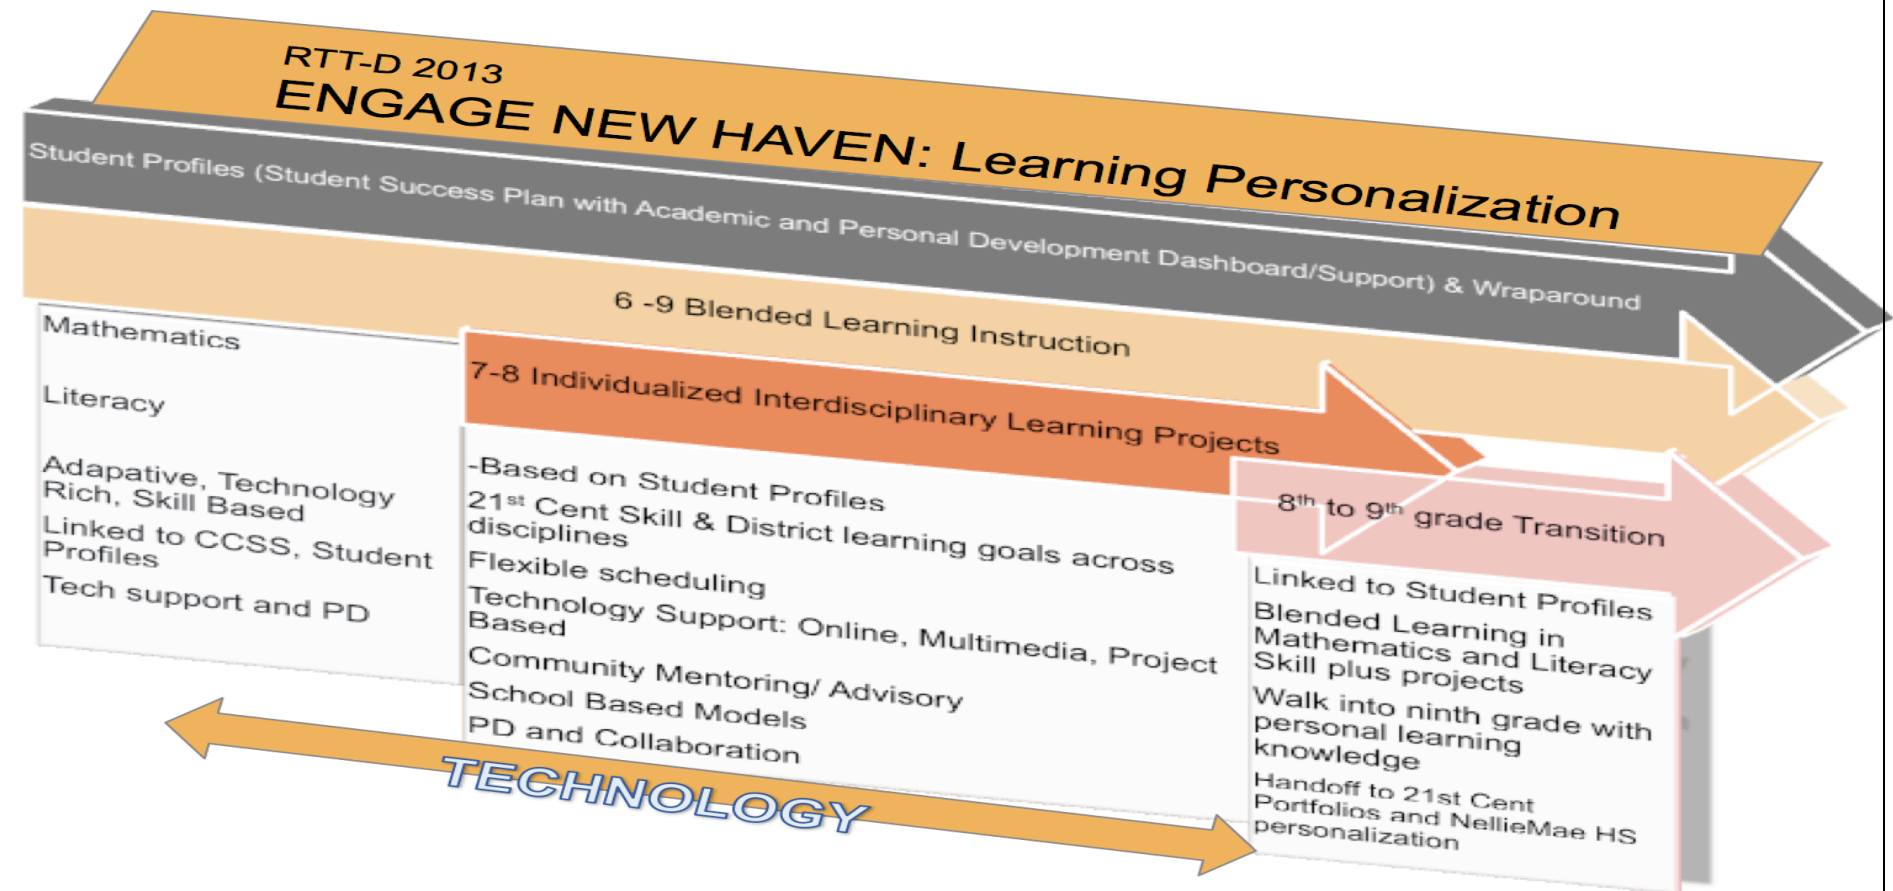 RTT-D 2013
ENGAGE NEW HAVEN: Learning Personalization
Student Profiles (Student Success Plan with Academic and Personal Development Dashboard/Support) & Wraparound
6 -9 Blended Learning Instruction
Mathematics
Literacy
Adapative, Technology
Rich, Skill Based
Linked to CCSS, Student
Profiles
Tech support and PD
7-8 Individualized Interdisciplinary Learning Projects
-Based on Student Profiles
21st Cent Skill & District learning goals across
disciplines
Flexible scheduling
Technology Support: Online, Multimedia, Project
Based
Community Mentoring/ Advisory
School Based Models
PD and Collaboration
8th to 9th grade Transition
Linked to Student Profiles
Blended Learning in
Mathematics and Literacy
Skill plus projects
Walk into ninth grade with
personal learning
knowledge
Handoff to 21st Cent
Portfolios and NellieMae HS
personalization
TECHNOLOGY